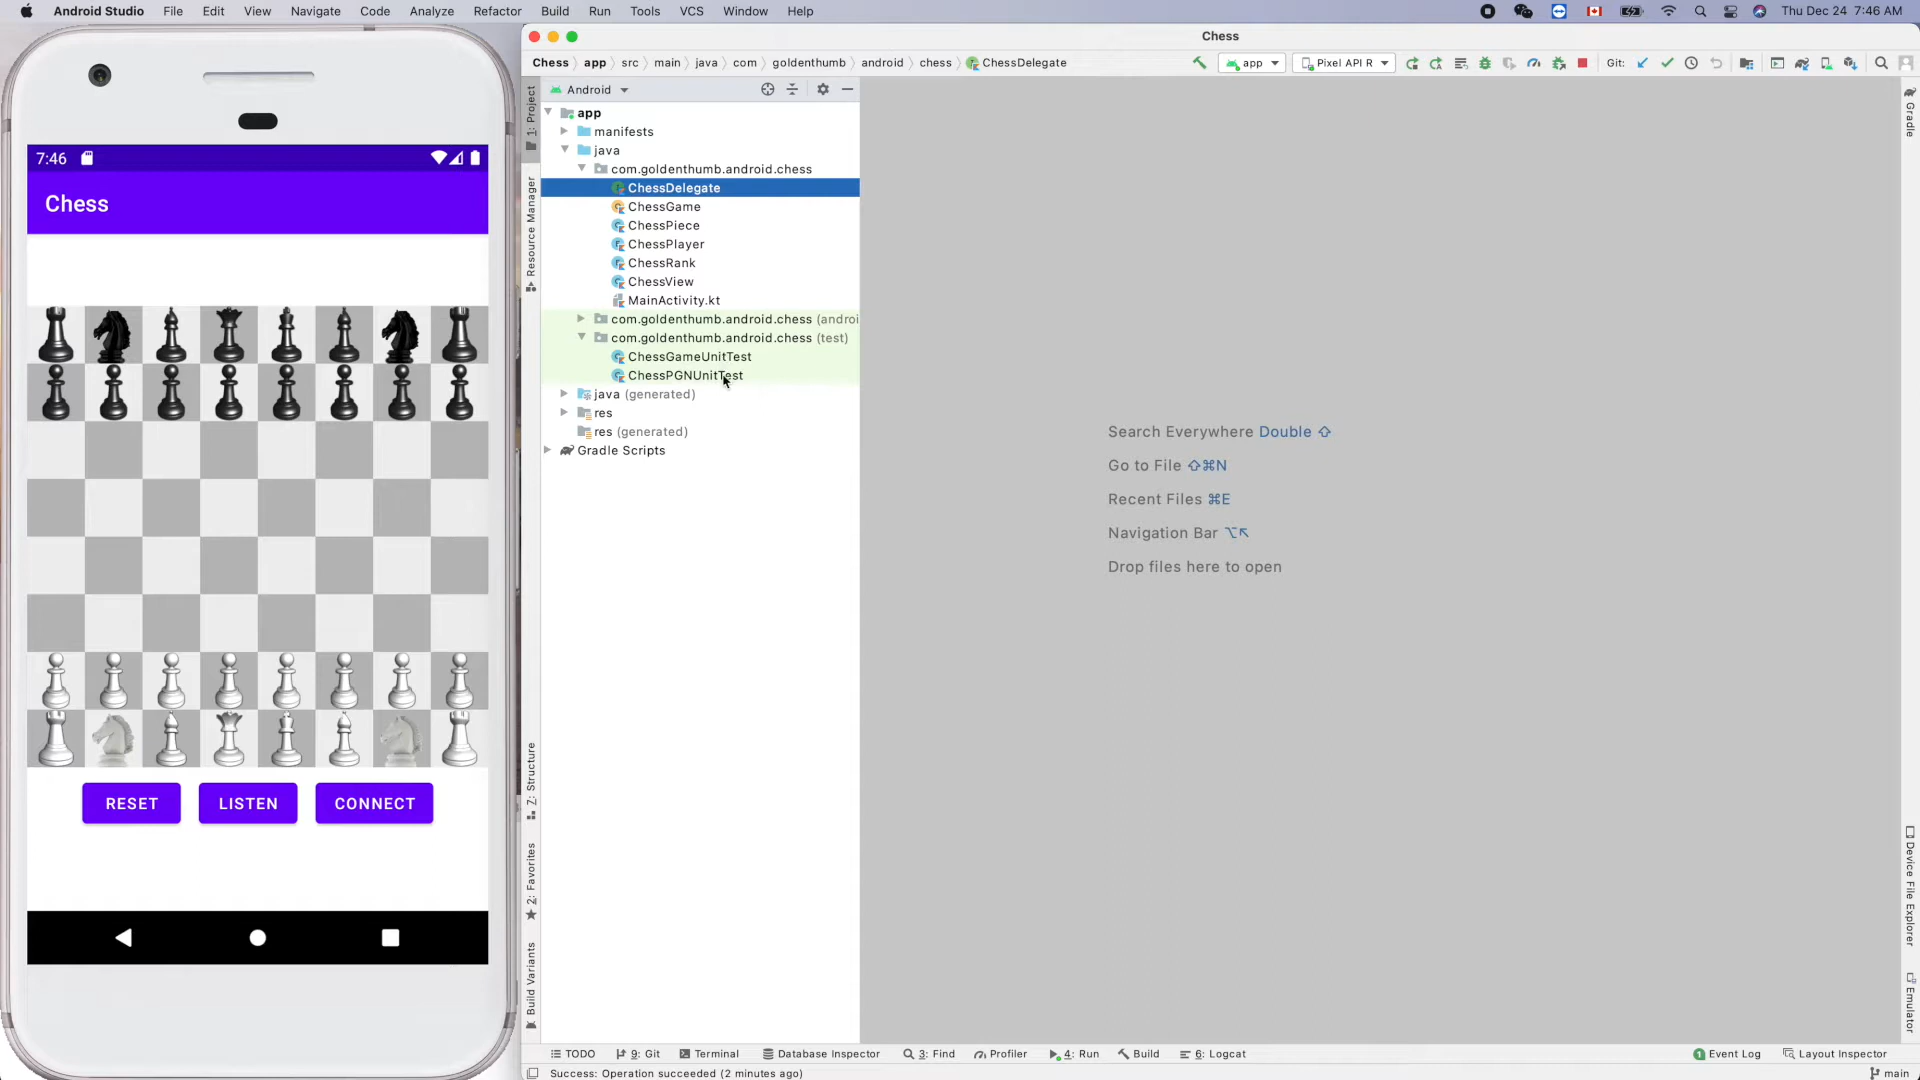 Android Studio File Edit View Navigate Code Analyze Refactor Build Run Tools VCS Window Help Thu Dec 24 7:46 AM
Chess
Chess app src main java com goldenthumb android chess ChessDelegate app Pixel API R Git:
7:46
Chess
RESET LISTEN CONNECT
1: Project
Resource Manager
7: Structure
2: Favorites
Build Variants
Android
app
manifests
java
com.goldenthumb.android.chess
ChessDelegate
ChessGame
ChessPiece
ChessPlayer
ChessRank
ChessView
MainActivity.kt
com.goldenthumb.android.chess (androi
com.goldenthumb.android.chess (test)
ChessGameUnitTest
ChessPGNUnitTest
java (generated)
res
res (generated)
Gradle Scripts
Search Everywhere Double ⇧
Go to File ⇧⌘N
Recent Files ⌘E
Navigation Bar ⌥↖
Drop files here to open
Gradle
Device File Explorer
Emulator
TODO 9: Git Terminal Database Inspector 3: Find Profiler 4: Run Build 6: Logcat 1 Event Log Layout Inspector
Success: Operation succeeded (2 minutes ago) main